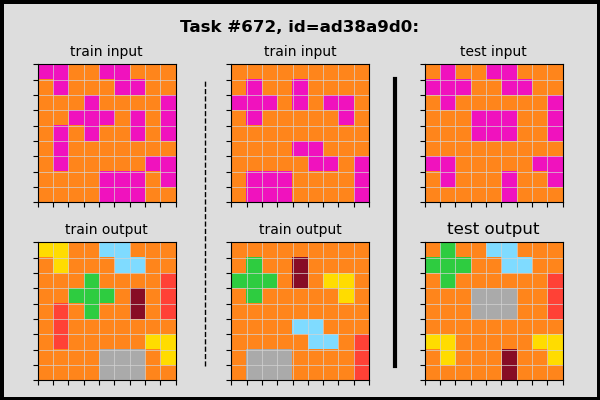 Task #672, id=ad38a9d0:
train input
train input
test input
train output
train output
test output